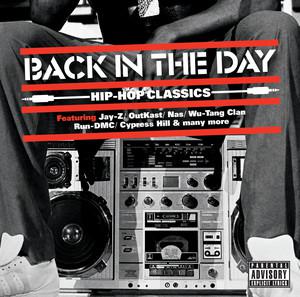 BACK IN THE DAY
HIP-HOP CLASSICS
Featuring Jay-Z/ OutKast/ Nas/ Wu-Tang Clan
Run-DMC/ Cypress Hill & many more
PARENTAL
ADVISORY
EXPLICIT LYRICS